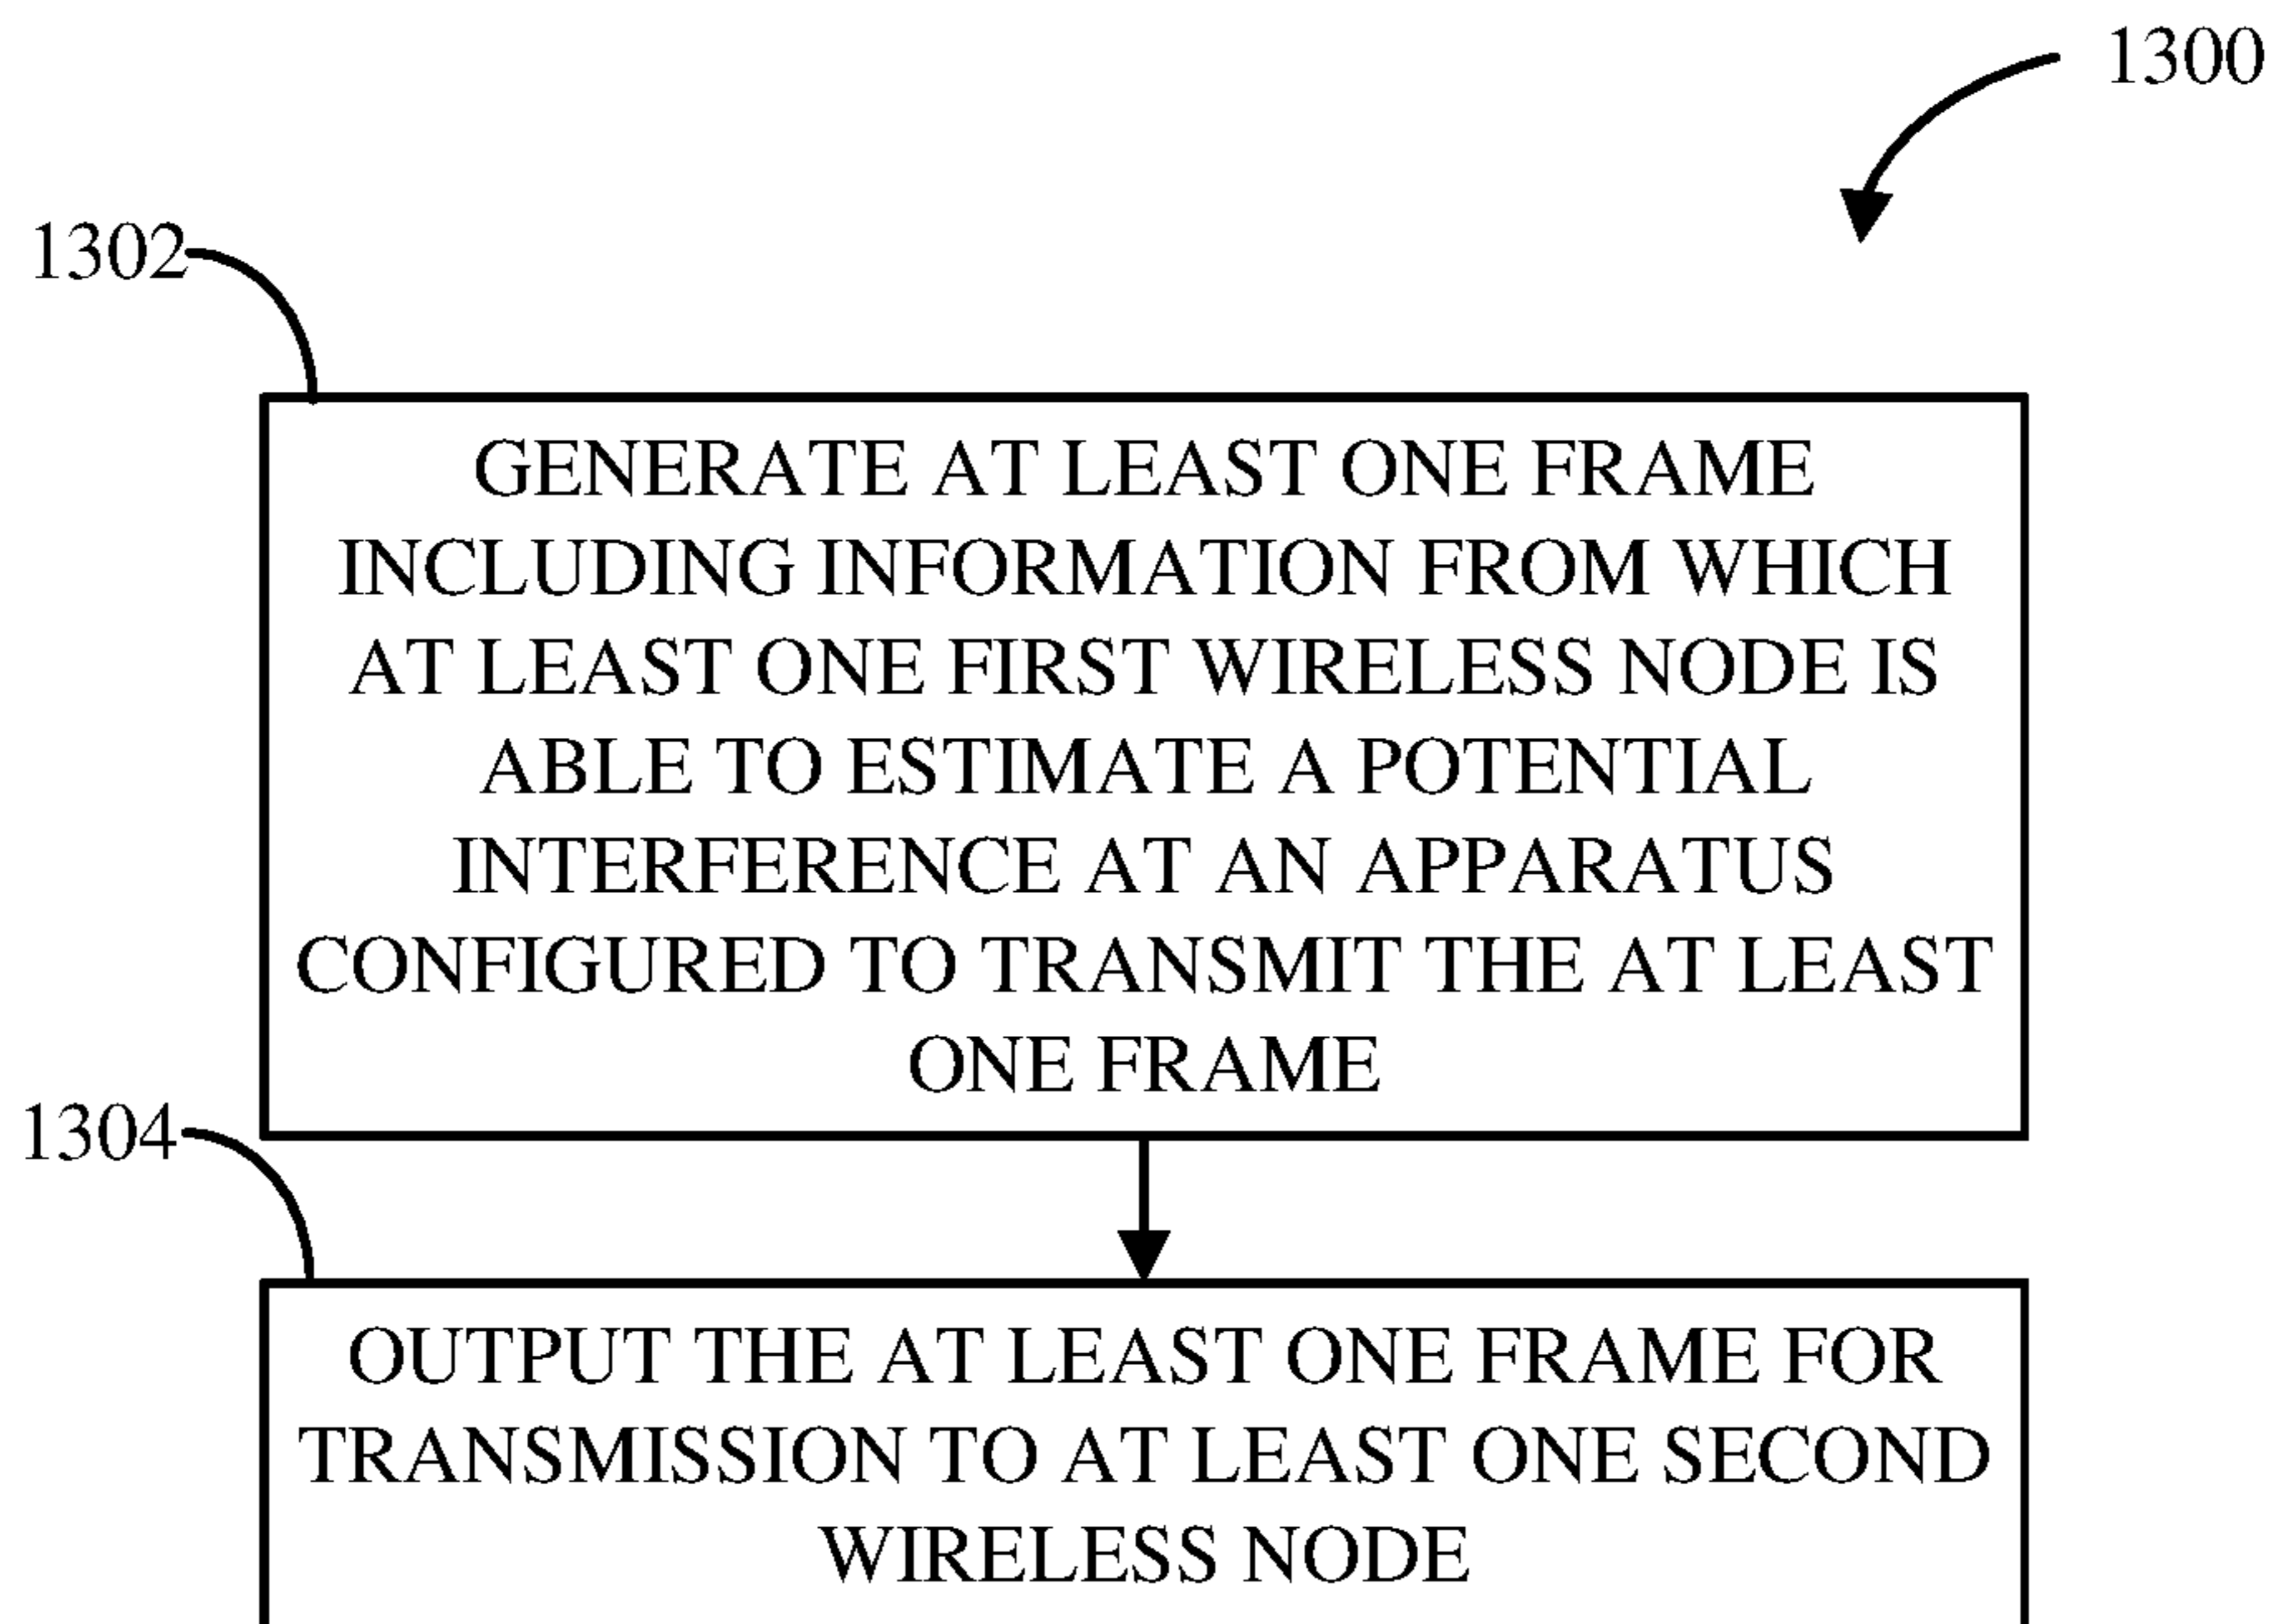 1300
1302
GENERATE AT LEAST ONE FRAME
INCLUDING INFORMATION FROM WHICH
AT LEAST ONE FIRST WIRELESS NODE IS
ABLE TO ESTIMATE A POTENTIAL
INTERFERENCE AT AN APPARATUS
CONFIGURED TO TRANSMIT THE AT LEAST
ONE FRAME
1304
OUTPUT THE AT LEAST ONE FRAME FOR
TRANSMISSION TO AT LEAST ONE SECOND
WIRELESS NODE